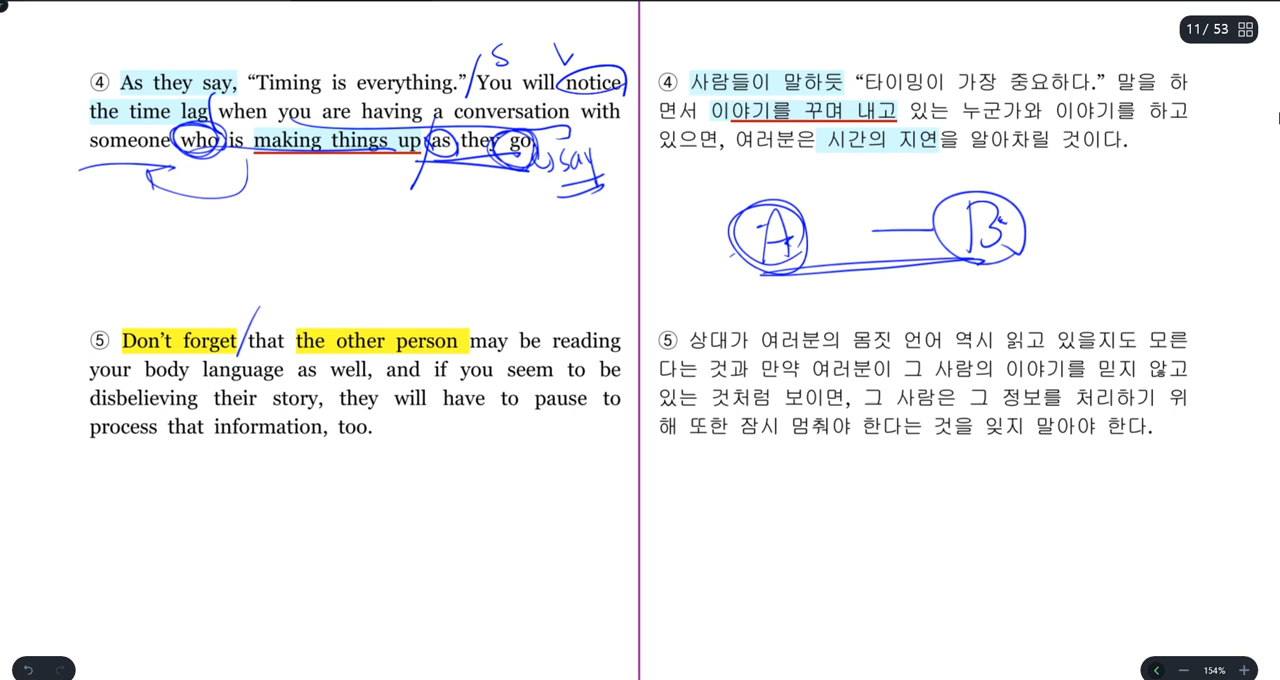 11 / 53
S V
④ As they say, “Timing is everything.” You will notice
the time lag when you are having a conversation with
someone who is making things up as they go.
say
④ 사람들이 말하듯 “타이밍이 가장 중요하다.” 말을 하
면서 이야기를 꾸며 내고 있는 누군가와 이야기를 하고
있으면, 여러분은 시간의 지연을 알아차릴 것이다.
A B
⑤ Don’t forget that the other person may be reading
your body language as well, and if you seem to be
disbelieving their story, they will have to pause to
process that information, too.
⑤ 상대가 여러분의 몸짓 언어 역시 읽고 있을지도 모른
다는 것과 만약 여러분이 그 사람의 이야기를 믿지 않고
있는 것처럼 보이면, 그 사람은 그 정보를 처리하기 위
해 또한 잠시 멈춰야 한다는 것을 잊지 말아야 한다.
154%